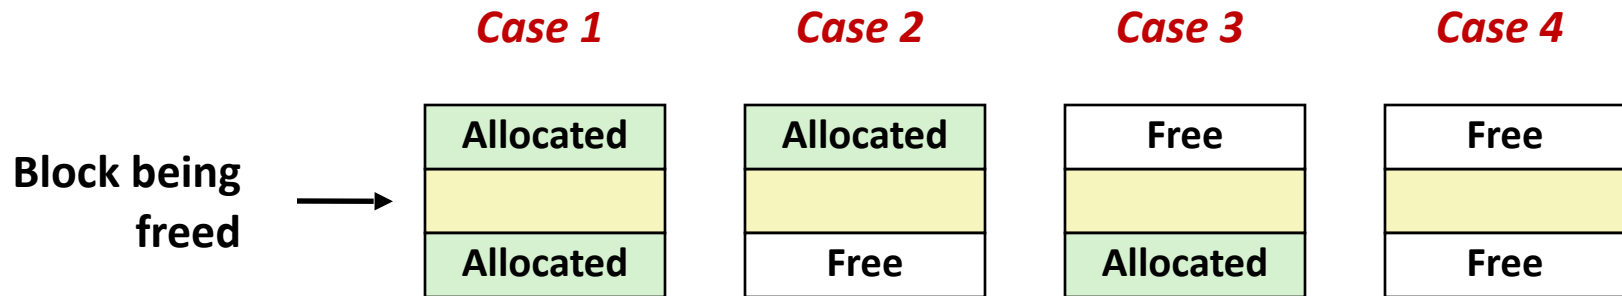 Case 1
Case 2
Case 3
Case 4
Block being
freed
Allocated
Allocated
Free
Free
Allocated
Free
Allocated
Free